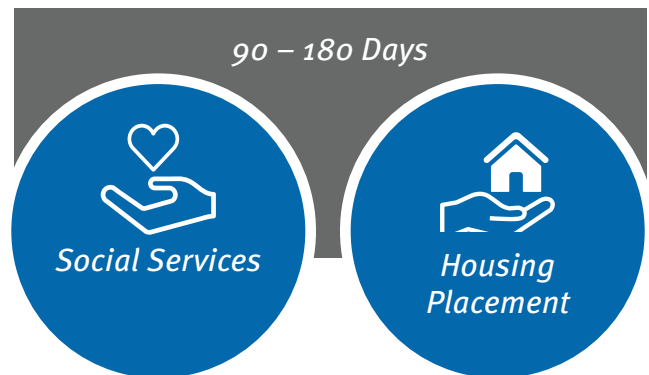 90 – 180 Days
Social Services
Housing
Placement